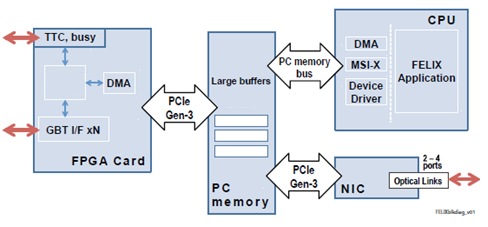 TTC, busy
DMA
GBT I/F xN
FPGA Card
PCIe
Gen-3
Large buffers
PC
memory
PC memory
bus
CPU
DMA
MSI-X
Device
Driver
FELIX
Application
PCIe
Gen-3
NIC
2 – 4
ports
Optical Links